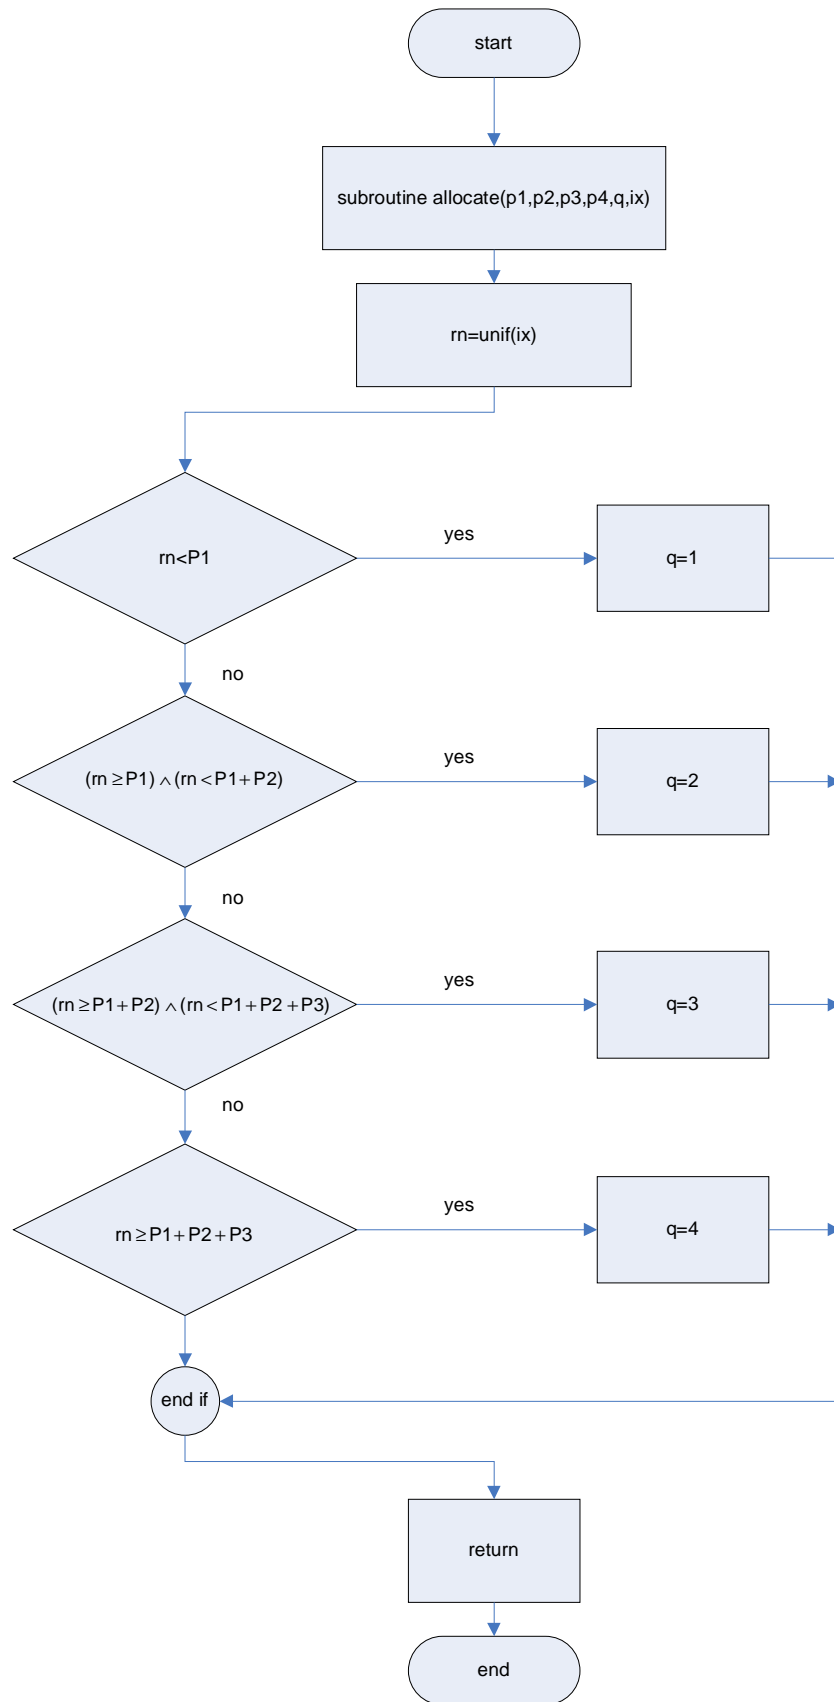 start
subroutine allocate(p1,p2,p3,p4,q,ix)
rn=unif(ix)
rn<P1
yes
q=1
no
(rn ≥P1) ∧(rn <P1+P2)
yes
q=2
no
(rn ≥P1+P2) ∧(rn <P1+P2 +P3)
yes
q=3
no
rn ≥P1+P2+P3
yes
q=4
end if
return
end